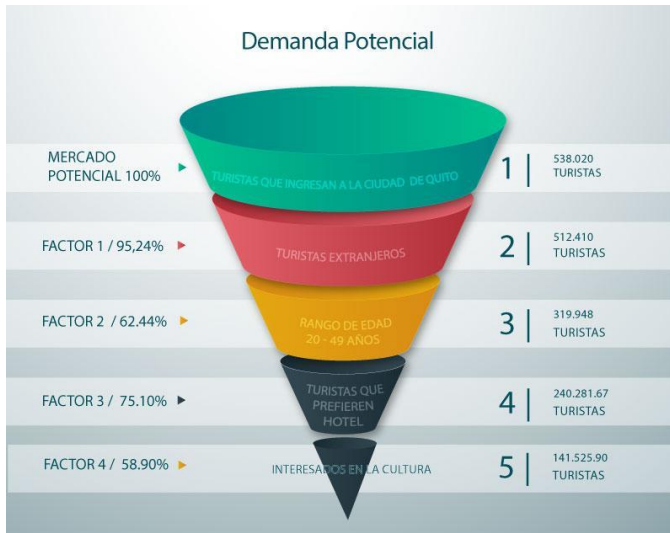 Demanda Potencial
MERCADO
POTENCIAL 100%
TURISTAS QUE INGRESAN A LA CIUDAD DE QUITO
1
538.020
TURISTAS
FACTOR 1 / 95,24%
TURISTAS EXTRANJEROS
2
512.410
TURISTAS
FACTOR 2 / 62.44%
RANGO DE EDAD
20 - 49 AÑOS
3
319.948
TURISTAS
FACTOR 3 / 75.10%
TURISTAS QUE
PREFIEREN
HOTEL
4
240.281.67
TURISTAS
FACTOR 4 / 58.90%
INTERESADOS EN LA CULTURA
5
141.525.90
TURISTAS